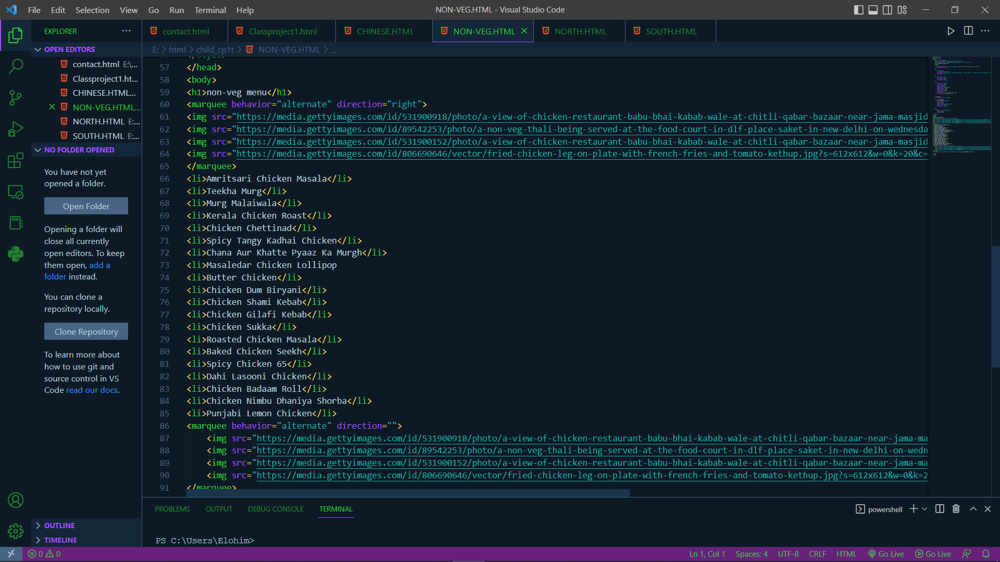 File Edit Selection View Go Run Terminal Help
NON-VEG.HTML - Visual Studio Code
EXPLORER
contact.html
Classproject1.html
CHINESE.HTML
NON-VEG.HTML
NORTH.HTML
SOUTH.HTML
OPEN EDITORS
E: > html > child_cp1t > NON-VEG.HTML > ...
contact.html E:\...
Classproject1.ht...
CHINESE.HTML...
NON-VEG.HTML...
NORTH.HTML E:...
SOUTH.HTML E:...
NO FOLDER OPENED
You have not yet
opened a folder.
Open Folder
Opening a folder will
close all currently
open editors. To keep
them open, add a
folder instead.
You can clone a
repository locally.
Clone Repository
To learn more about
how to use git and
source control in VS
Code read our docs.
OUTLINE
TIMELINE
57 </head>
58 <body>
59 <h1>non-veg menu</h1>
60 <marquee behavior="alternate" direction="right">
61 <img src="https://media.gettyimages.com/id/531900918/photo/a-view-of-chicken-restaurant-babu-bhai-kabab-wale-at-chitli-qabar-bazaar-near-jama-masjid
62 <img src="https://media.gettyimages.com/id/89542253/photo/a-non-veg-thali-being-served-at-the-food-court-in-dlf-place-saket-in-new-delhi-on-wednesda
63 <img src="https://media.gettyimages.com/id/531900152/photo/a-view-of-chicken-restaurant-babu-bhai-kabab-wale-at-chitli-qabar-bazaar-near-jama-masjid
64 <img src="https://media.gettyimages.com/id/806690646/vector/fried-chicken-leg-on-plate-with-french-fries-and-tomato-kethup.jpg?s=612x612&w=0&k=20&c=
65 </marquee>
66 <li>Amritsari Chicken Masala</li>
67 <li>Teekha Murg</li>
68 <li>Murg Malaiwala</li>
69 <li>Kerala Chicken Roast</li>
70 <li>Chicken Chettinad</li>
71 <li>Spicy Tangy Kadhai Chicken</li>
72 <li>Chana Aur Khatte Pyaaz Ka Murgh</li>
73 <li>Masaledar Chicken Lollipop
74 <li>Butter Chicken</li>
75 <li>Chicken Dum Biryani</li>
76 <li>Chicken Shami Kebab</li>
77 <li>Chicken Gilafi Kebab</li>
78 <li>Chicken Sukka</li>
79 <li>Roasted Chicken Masala</li>
80 <li>Baked Chicken Seekh</li>
81 <li>Spicy Chicken 65</li>
82 <li>Dahi Lasooni Chicken</li>
83 <li>Chicken Badaam Roll</li>
84 <li>Chicken Nimbu Dhaniya Shorba</li>
85 <li>Punjabi Lemon Chicken</li>
86 <marquee behavior="alternate" direction="">
87 <img src="https://media.gettyimages.com/id/531900918/photo/a-view-of-chicken-restaurant-babu-bhai-kabab-wale-at-chitli-qabar-bazaar-near-jama-ma
88 <img src="https://media.gettyimages.com/id/89542253/photo/a-non-veg-thali-being-served-at-the-food-court-in-dlf-place-saket-in-new-delhi-on-wedn
89 <img src="https://media.gettyimages.com/id/531900152/photo/a-view-of-chicken-restaurant-babu-bhai-kabab-wale-at-chitli-qabar-bazaar-near-jama-ma
90 <img src="https://media.gettyimages.com/id/806690646/vector/fried-chicken-leg-on-plate-with-french-fries-and-tomato-kethup.jpg?s=612x612&w=0&k=2
91 </marquee>
PROBLEMS OUTPUT DEBUG CONSOLE TERMINAL
powershell
PS C:\Users\Elohim>
0 0
Ln 1, Col 1 Spaces: 4 UTF-8 CRLF HTML Go Live Go Live